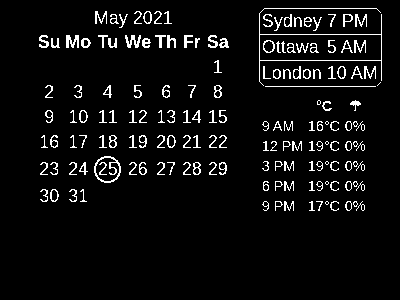 May 2021
Su Mo Tu We Th Fr Sa
1
2 3 4 5 6 7 8
9 10 11 12 13 14 15
16 17 18 19 20 21 22
23 24 25 26 27 28 29
30 31
Sydney 7 PM
Ottawa 5 AM
London 10 AM
°C ☂
9 AM 16°C 0%
12 PM 19°C 0%
3 PM 19°C 0%
6 PM 19°C 0%
9 PM 17°C 0%